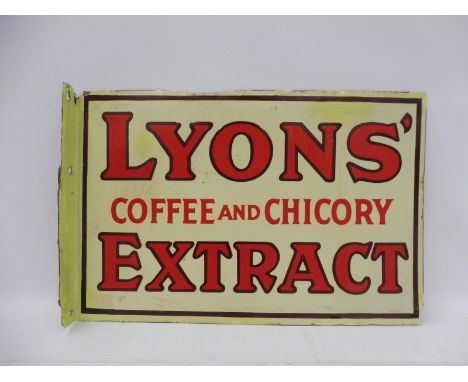 LYONS'
COFFEE AND CHICORY
EXTRACT